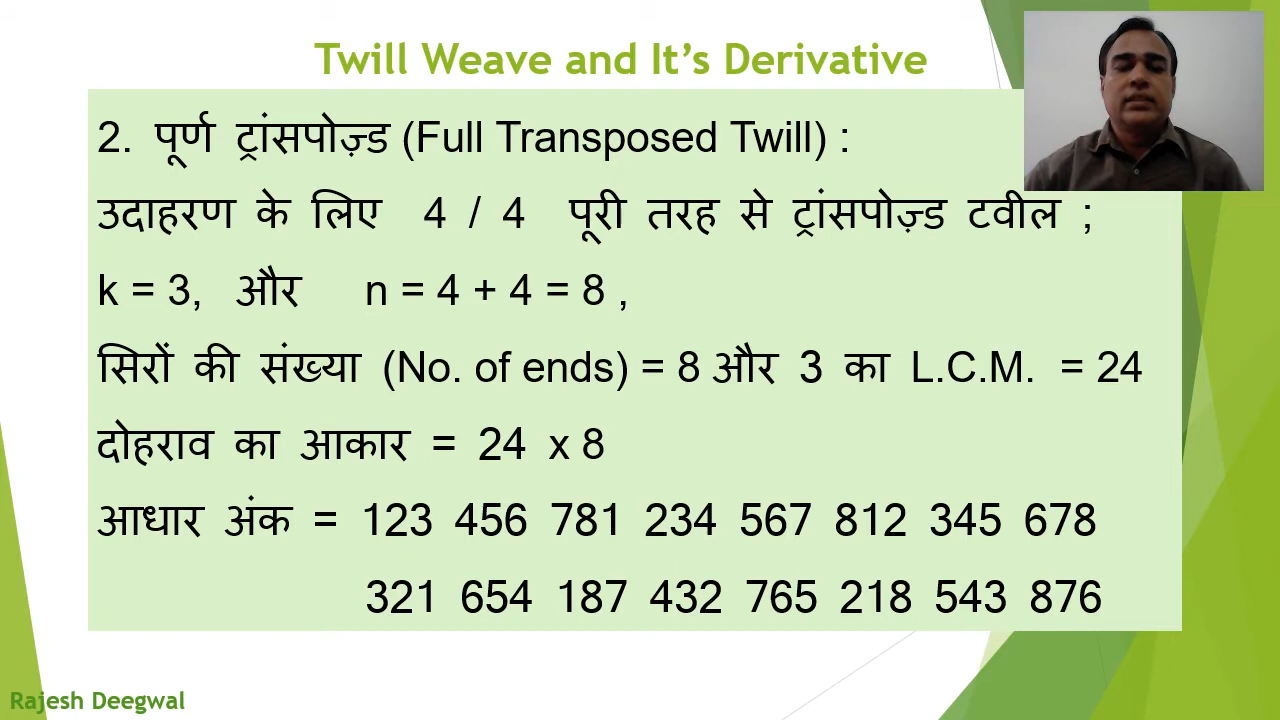 Twill Weave and It’s Derivative
2. पूर्ण ट्रांसपोज़्ड (Full Transposed Twill) :
उदाहरण के लिए 4 / 4 पूरी तरह से ट्रांसपोज़्ड टवील ;
k = 3, और n = 4 + 4 = 8 ,
सिरों की संख्या (No. of ends) = 8 और 3 का L.C.M. = 24
दोहराव का आकार = 24 x 8
आधार अंक = 123 456 781 234 567 812 345 678
321 654 187 432 765 218 543 876
Rajesh Deegwal